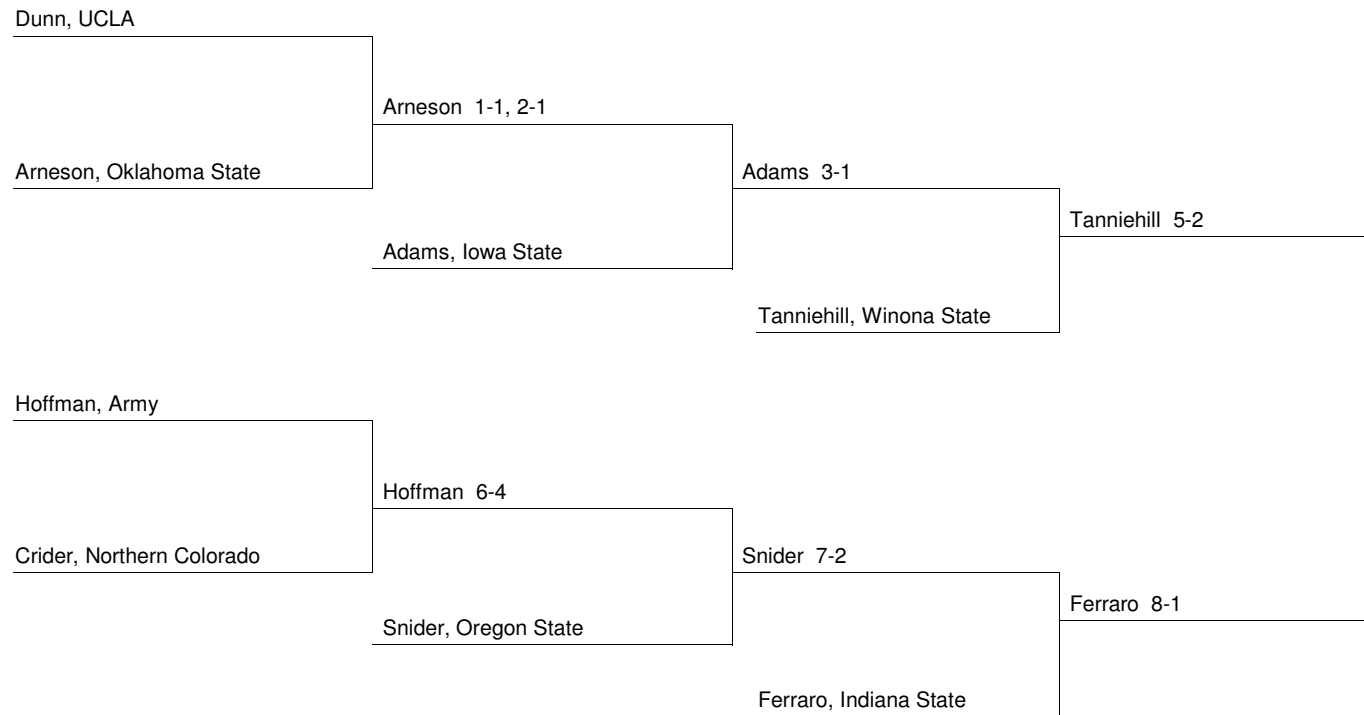 Dunn, UCLA
Arneson 1-1, 2-1
Arneson, Oklahoma State
Adams 3-1
Tanniehill 5-2
Adams, Iowa State
Tanniehill, Winona State
Hoffman, Army
Hoffman 6-4
Crider, Northern Colorado
Snider 7-2
Ferraro 8-1
Snider, Oregon State
Ferraro, Indiana State